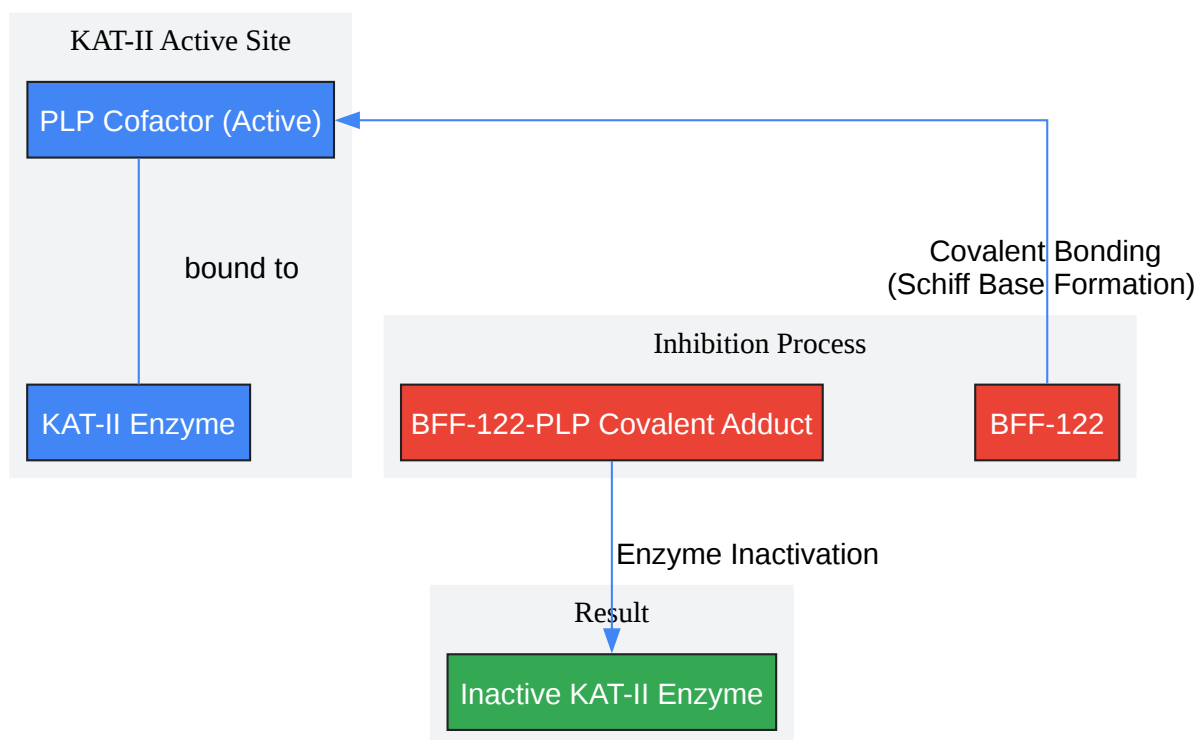 KAT-II Active Site
PLP Cofactor (Active)
bound to
KAT-II Enzyme
Covalent Bonding
(Schiff Base Formation)
Inhibition Process
BFF-122-PLP Covalent Adduct
BFF-122
Enzyme Inactivation
Result
Inactive KAT-II Enzyme